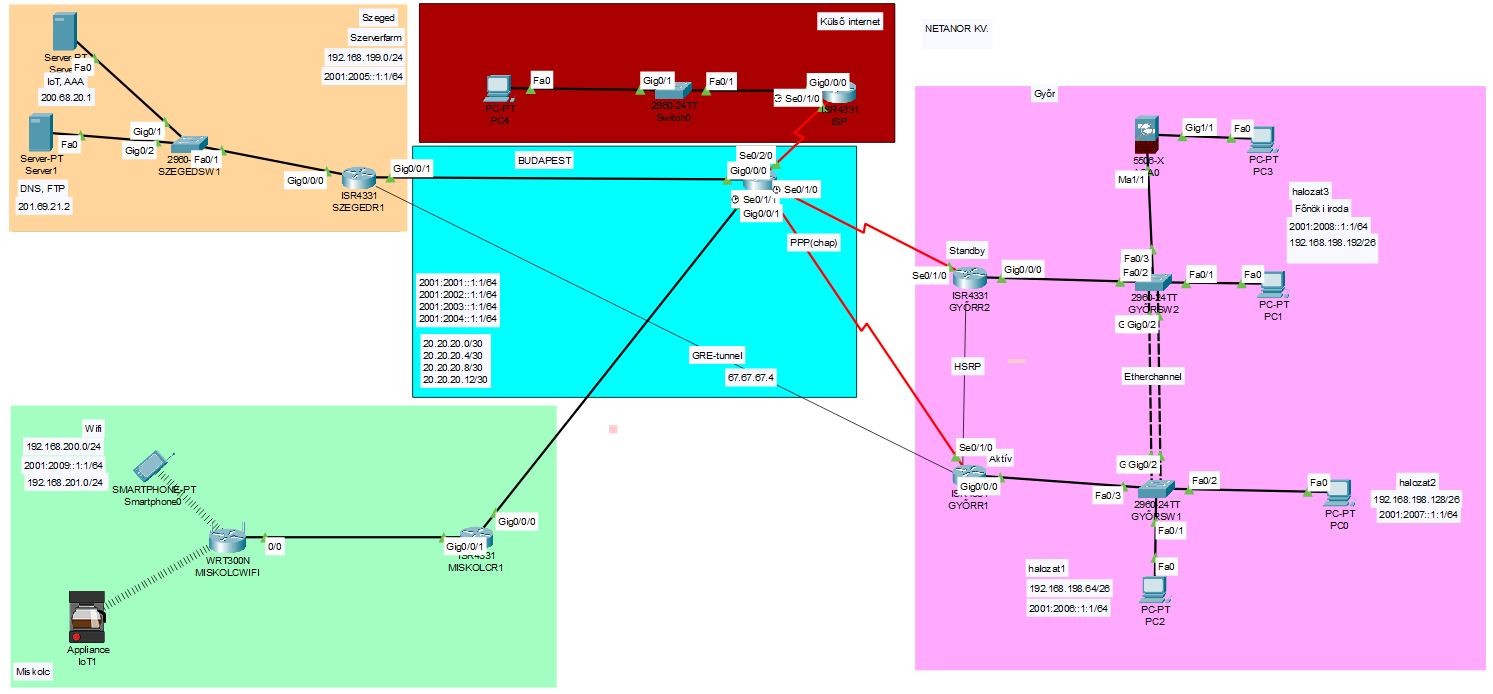 Szeged
Szerverfarm
192.168.199.0/24
2001:2005::1:1/64
Server-PT
Fa0
IoT, AAA
200.68.20.1
Fa0
Server-PT
Server1
DNS, FTP
201.69.21.2
Gig0/1
Gig0/2
Fa0/1
SZEGEDSW1
Gig0/0/0
Gig0/0/1
ISR4331
SZEGEDR1
Külső internet
Fa0
PC-PT
PC4
Gig0/1
Fa0/1
2960-24TT
Switch0
Gig0/0/0
Se0/1/0
ISR4331
ISP
BUDAPEST
Se0/2/0
Gig0/0/0
Se0/1/0
Se0/1/1
Gig0/0/1
PPP(chap)
2001:2001::1:1/64
2001:2002::1:1/64
2001:2003::1:1/64
2001:2004::1:1/64
20.20.20.0/30
20.20.20.4/30
20.20.20.8/30
20.20.20.12/30
GRE-tunnel
67.67.67.4
NETANOR KV.
Győr
5506-X
ASA0
Gig1/1
Fa0
PC-PT
PC3
Ma1/1
halozat3
Főnöki iroda
2001:2008::1:1/64
192.168.198.192/26
Standby
Se0/1/0
Gig0/0/0
ISR4331
GYŐRR2
Fa0/3
Fa0/2
Fa0/1
Fa0
2960-24TT
GYŐRSW2
PC-PT
PC1
Gig0/2
HSRP
Etherchannel
Se0/1/0
Aktív
Gig0/0/0
ISR4331
GYŐRR1
Gig0/2
Fa0/3
Fa0/2
2960-24TT
GYŐRSW1
Fa0/1
Fa0
PC-PT
PC0
halozat2
192.168.198.128/26
2001:2007::1:1/64
Fa0
PC-PT
PC2
halozat1
192.168.198.64/26
2001:2006::1:1/64
Wifi
192.168.200.0/24
2001:2009::1:1/64
192.168.201.0/24
SMARTPHONE-PT
Smartphone0
0/0
WRT300N
MISKOLCWIFI
Gig0/0/0
Gig0/0/1
ISR4331
MISKOLCR1
Appliance
IoT1
Miskolc